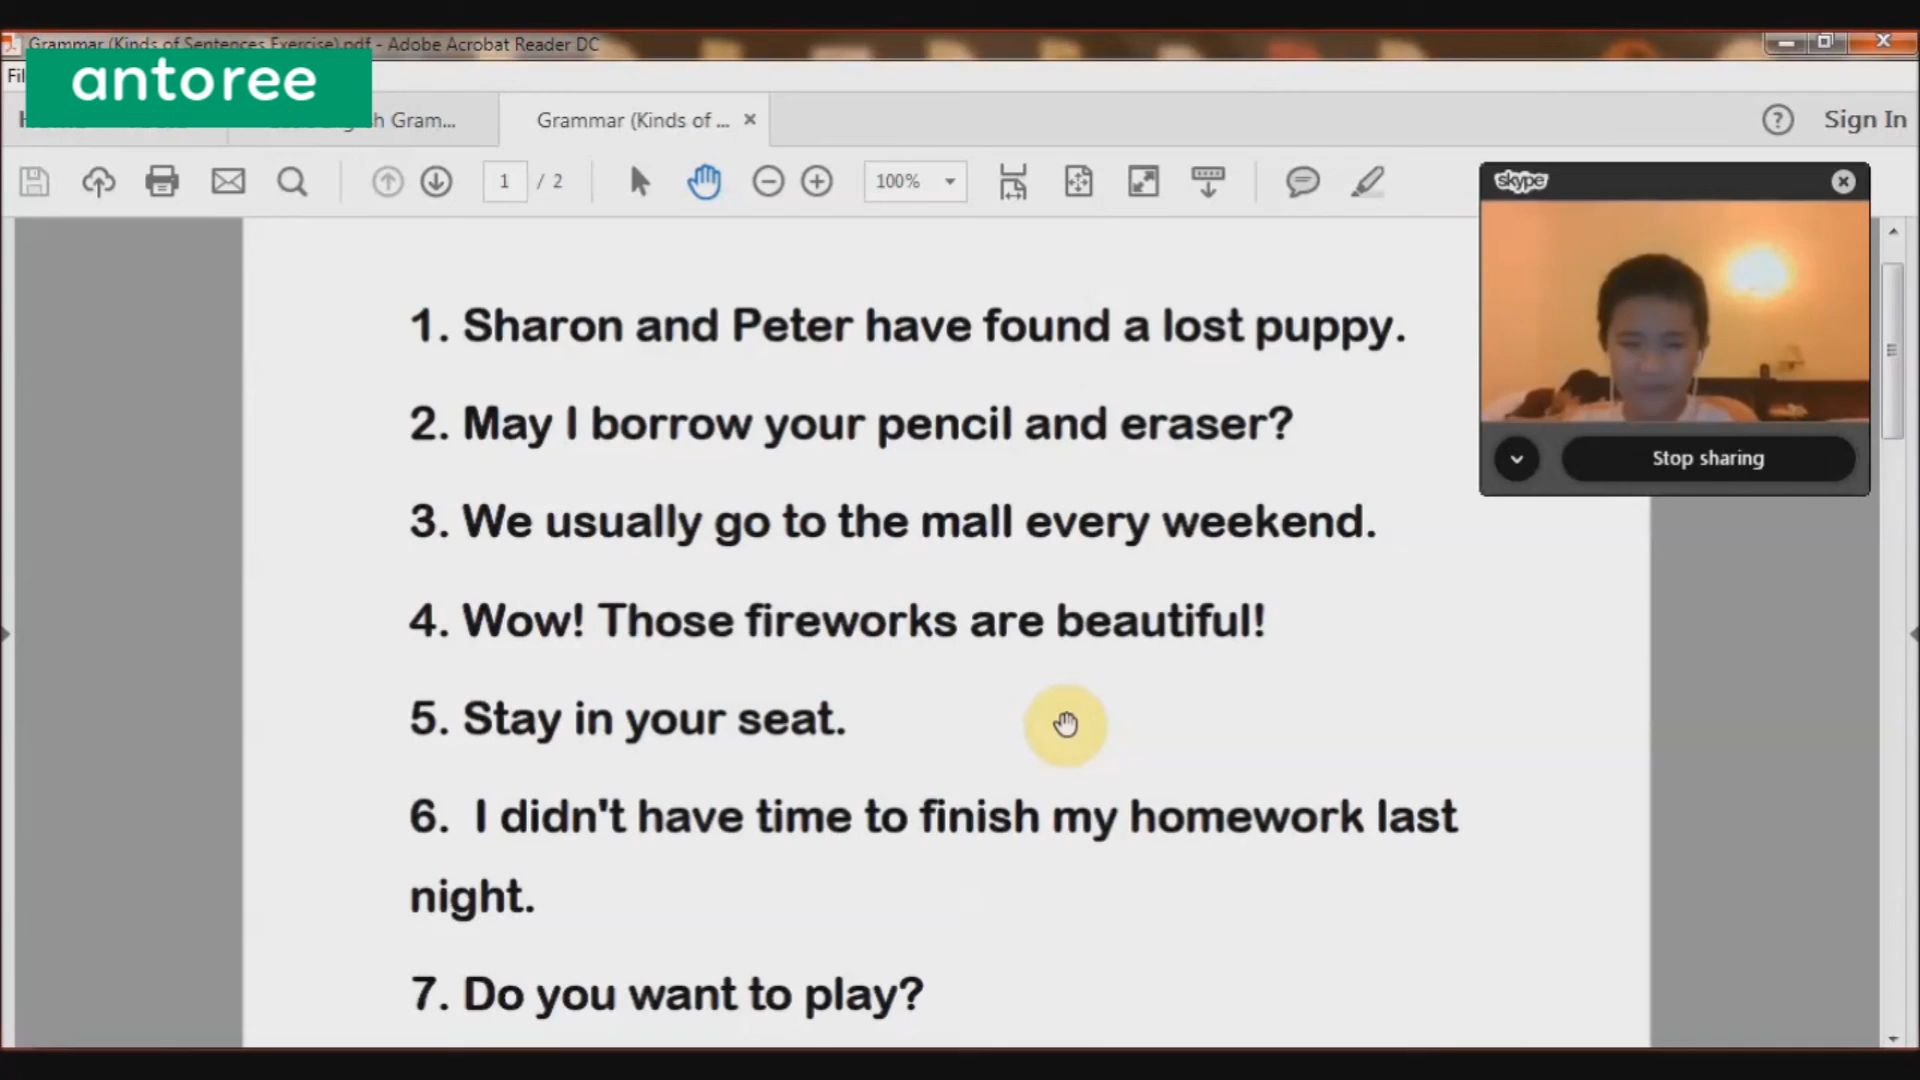 Grammar (Kinds of Sentences Exercise).pdf - Adobe Acrobat Reader DC
Fil
antoree
Gram...
Grammar (Kinds of ...
Sign In
1 / 2
100%
skype
Stop sharing
1. Sharon and Peter have found a lost puppy.
2. May I borrow your pencil and eraser?
3. We usually go to the mall every weekend.
4. Wow! Those fireworks are beautiful!
5. Stay in your seat.
6. I didn't have time to finish my homework last
night.
7. Do you want to play?